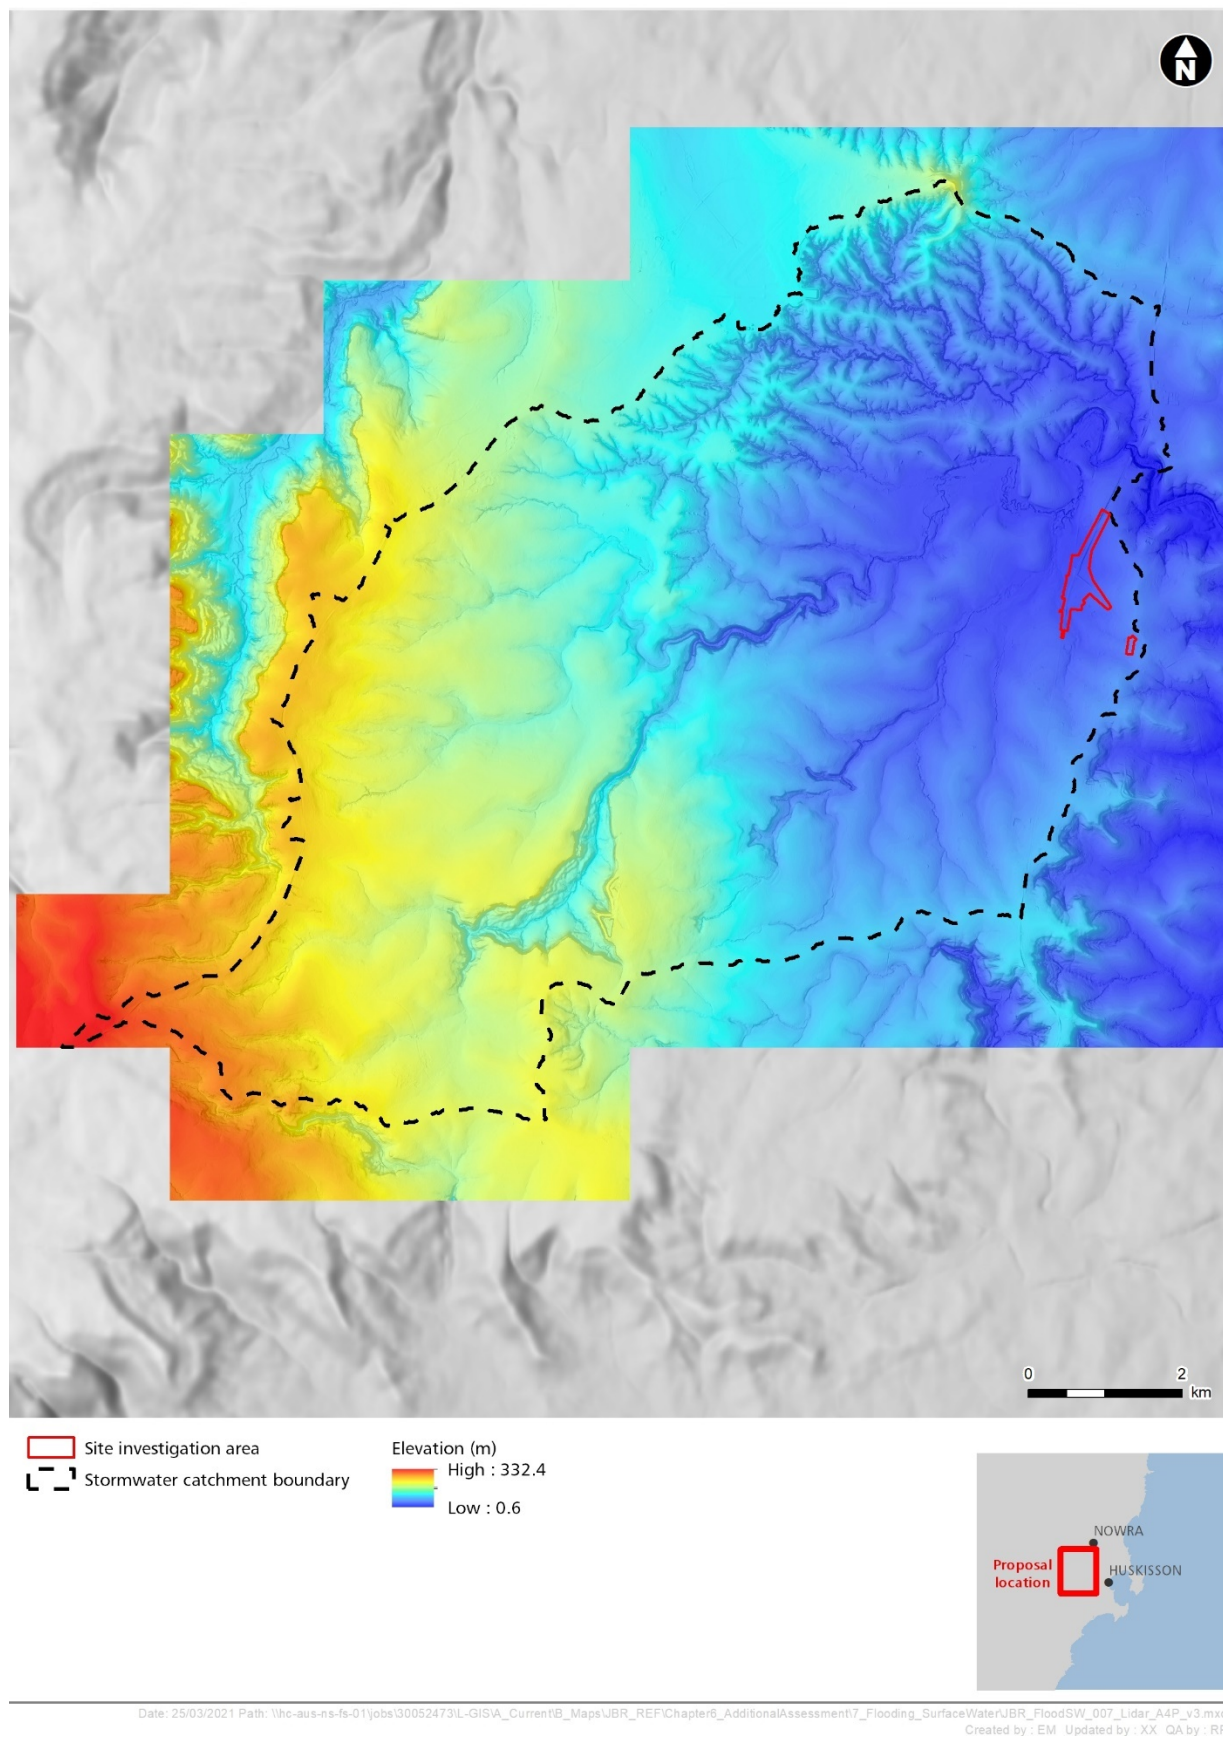 N
0 2
km
Site investigation area
Stormwater catchment boundary
Elevation (m)
High : 332.4
Low : 0.6
NOWRA
HUSKISSON
Proposal
location
Date: 25/03/2021 Path: \\hc-aus-ns-fs-01\jobs\30052473\L-GIS\A_Current\B_Maps\JBR_REF\Chapter6_AdditionalAssessment\7_Flooding_SurfaceWater\JBR_FloodSW_007_Lidar_A4P_v3.mxd
Created by : EM Updated by : XX QA by : RP